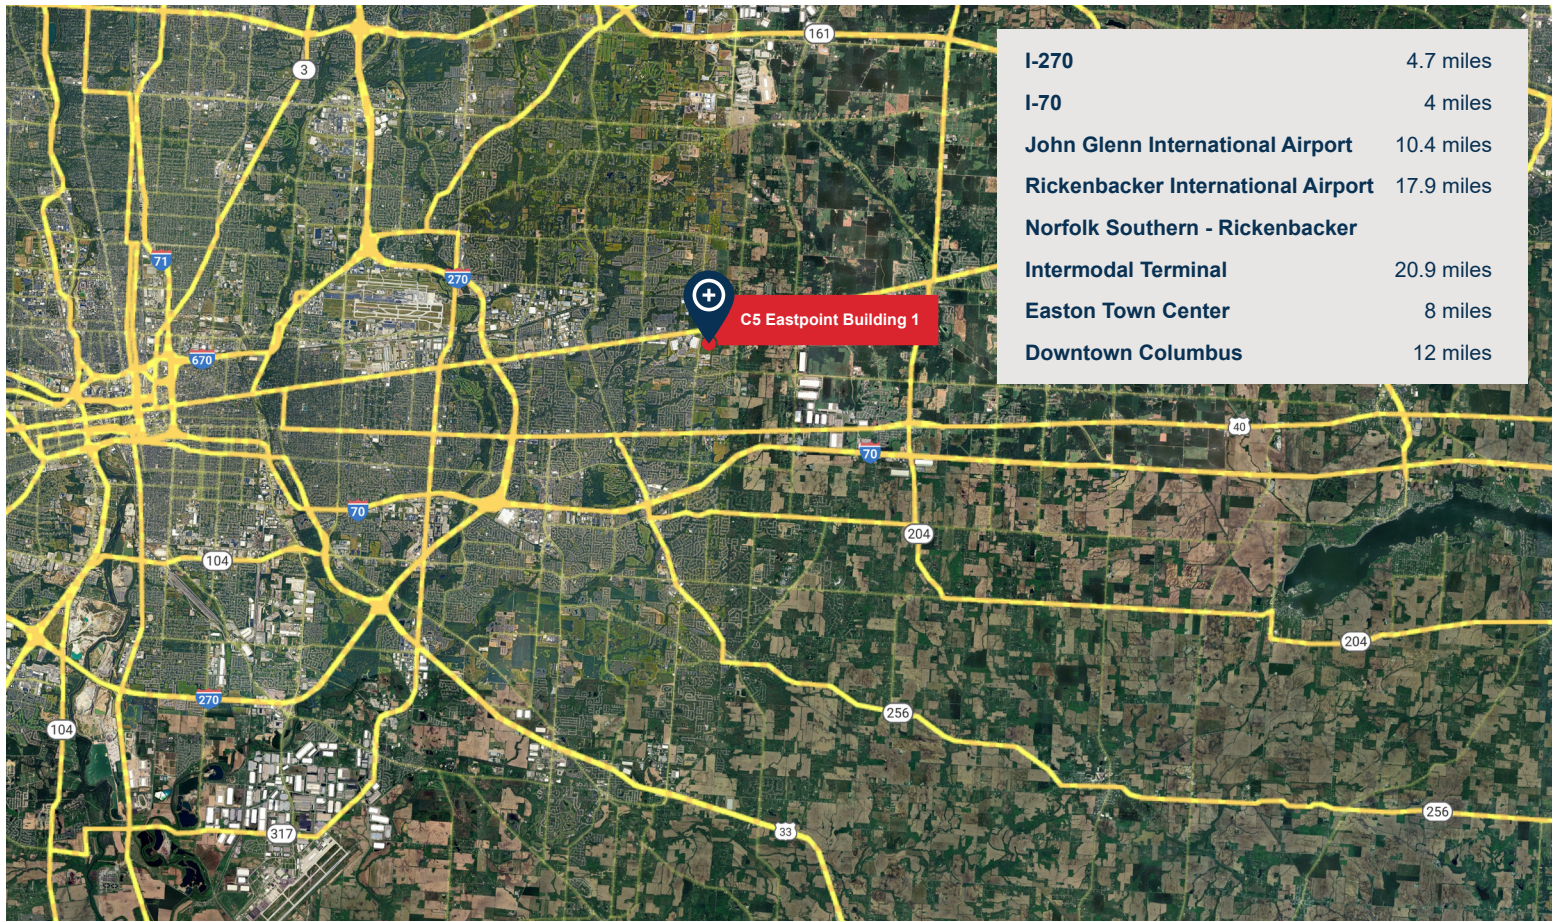 161
3
I-270 4.7 miles
I-70 4 miles
John Glenn International Airport 10.4 miles
Rickenbacker International Airport 17.9 miles
Norfolk Southern - Rickenbacker
Intermodal Terminal 20.9 miles
Easton Town Center 8 miles
Downtown Columbus 12 miles
71
270
C5 Eastpoint Building 1
670
40
70
70
204
104
204
270
104
256
256
317
33